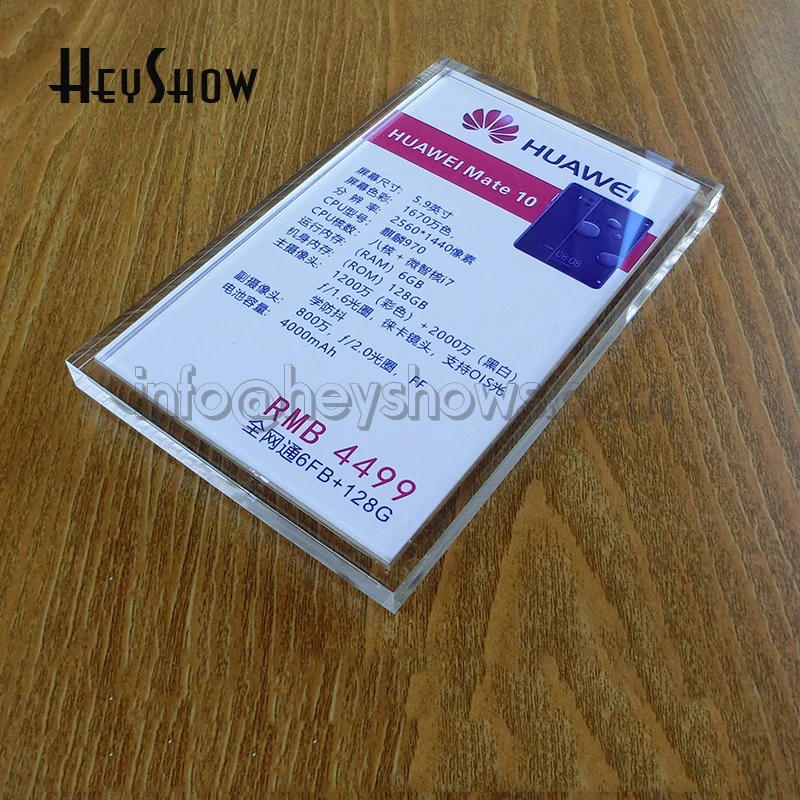 HEYSHOW
HUAWEI
HUAWEI Mate 10
屏幕尺寸: 5.9英寸
屏幕色彩: 1670万色,
分 辨 率: 2560*1440像素
CPU型号: 麒麟970
CPU核数: 八核 + 微智核i7
运行内存: (RAM) 6GB
机身内存: (ROM) 128GB
主摄像头: 1200万 (彩色) + 2000万 (黑白)
f/1.6光圈, 徕卡镜头, 支持OIS光
学防抖
副摄像头: 800万, f/2.0光圈, FF
电池容量: 4000mAh
info@heyshows.com
RMB 4499
全网通6FB+128G
08:08